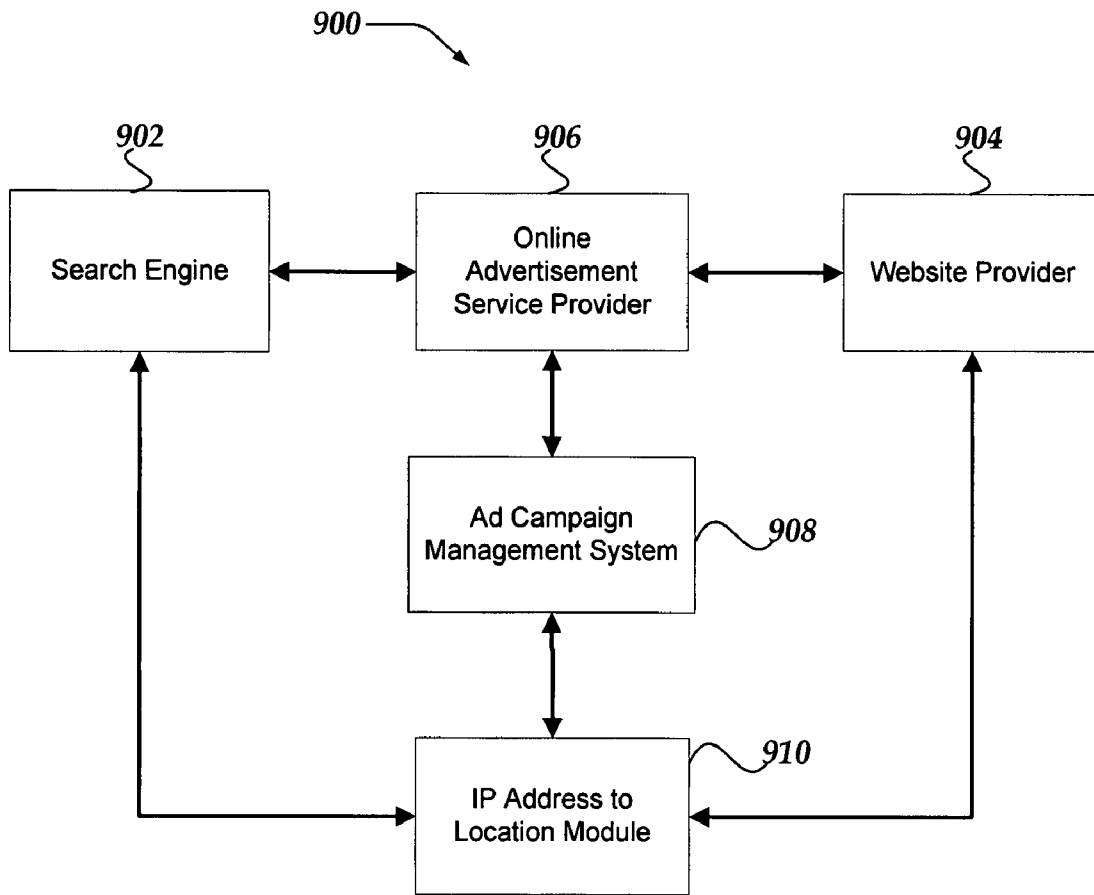 900
902
906
904
Search Engine
Online
Advertisement
Service Provider
Website Provider
Ad Campaign
Management System
908
910
IP Address to
Location Module